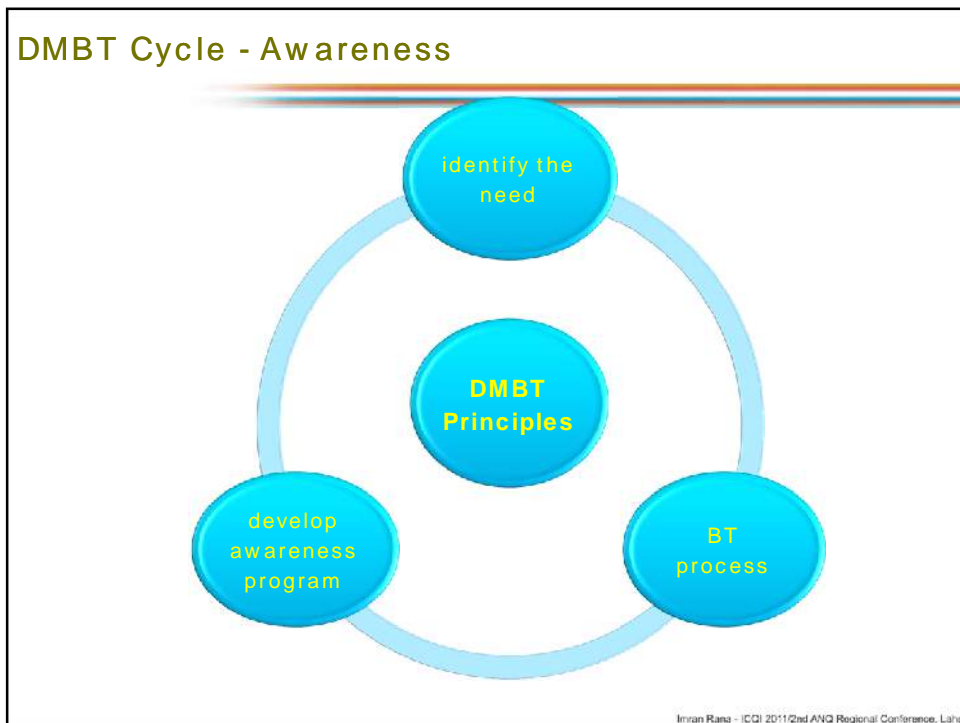 DMBT Cycle - Awareness
identify the
need
DMBT
Principles
develop
awareness
program
BT
process
Imran Rana - ICQI 2011/2nd ANQ Regional Conference, Laho